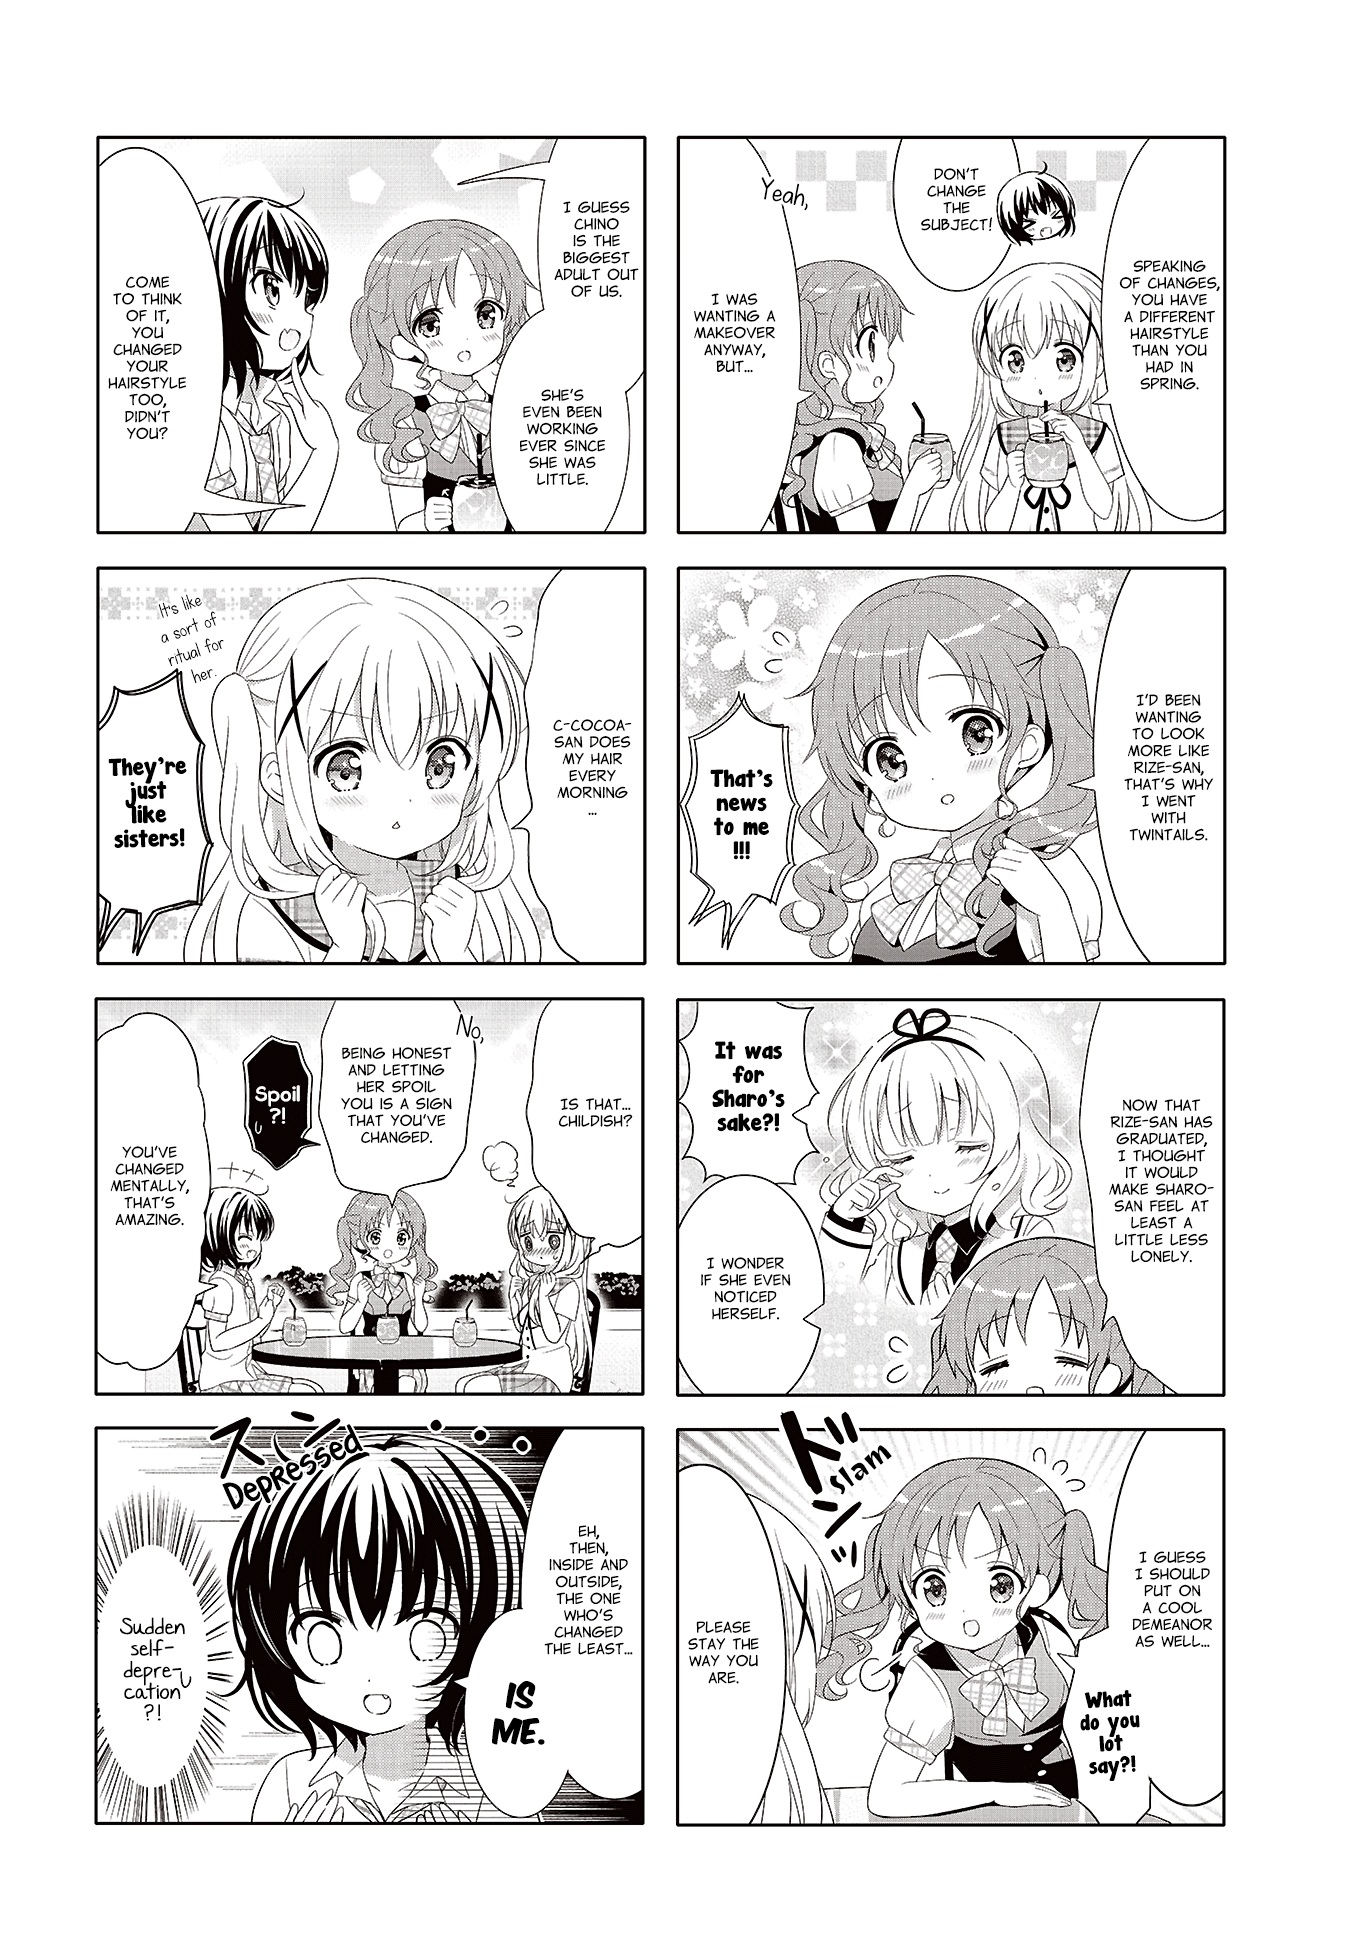 SPEAKING
OF CHANGES,
YOU HAVE
A DIFFERENT
HAIRSTYLE
THAN YOU
HAD IN
SPRING.
DON'T
CHANGE
THE
SUBJECT!
Yeah,
I WAS
WANTING A
MAKEOVER
ANYWAY,
BUT...
I'D BEEN
WANTING
TO LOOK
MORE LIKE
RIZE-SAN,
THAT'S WHY
I WENT
WITH
TWINTAILS.
That's
news
to me
!!!
NOW THAT
RIZE-SAN HAS
GRADUATED,
I THOUGHT
IT WOULD
MAKE SHARO-
SAN FEEL AT
LEAST A
LITTLE LESS
LONELY.
It was
for
Sharo's
sake?!
I WONDER
IF SHE EVEN
NOTICED
HERSELF.
I GUESS
I SHOULD
PUT ON
A COOL
DEMEANOR
AS WELL...
What
do you
lot
say?!
ドンッ
Slam
PLEASE
STAY THE
WAY YOU
ARE.
I GUESS
CHINO
IS THE
BIGGEST
ADULT OUT
OF US.
SHE'S
EVEN BEEN
WORKING
EVER SINCE
SHE WAS
LITTLE.
COME
TO THINK
OF IT,
YOU
CHANGED
YOUR
HAIRSTYLE
TOO,
DIDN'T
YOU?
C-COCOA-
SAN DOES
MY HAIR
EVERY
MORNING
...
It's like
a sort of
ritual for
her.
They're
just
like
sisters!
IS THAT...
CHILDISH?
No,
BEING HONEST
AND LETTING
HER SPOIL
YOU IS A SIGN
THAT YOU'VE
CHANGED.
Spoil
?!
YOU'VE
CHANGED
MENTALLY,
THAT'S
AMAZING.
EH,
THEN,
INSIDE AND
OUTSIDE,
THE ONE
WHO'S
CHANGED
THE LEAST...
IS
ME.
ズーン...
Depressed
Sudden
self-
depre-
cation
?!